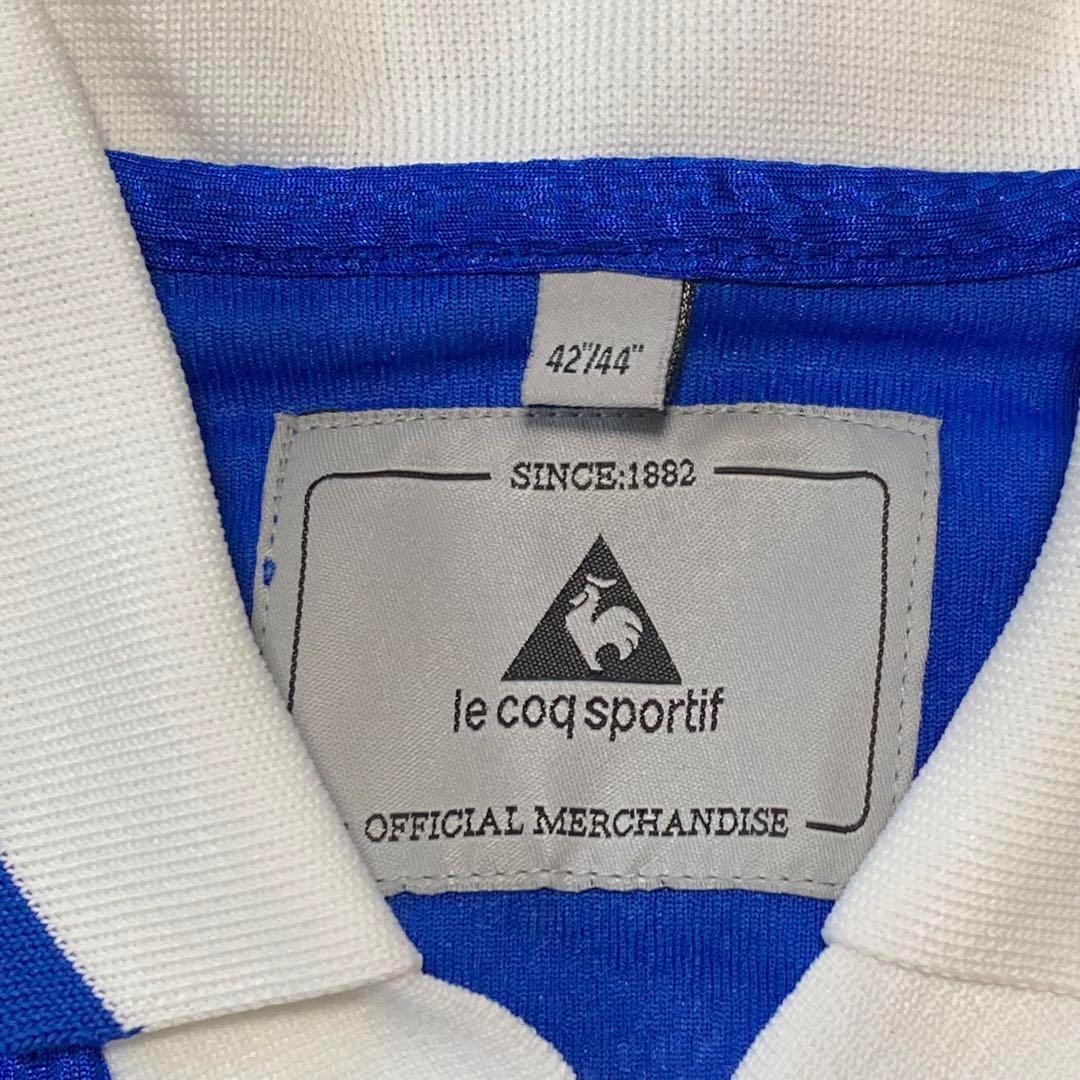 42"/44"
SINCE:1882
le coq sportif
OFFICIAL MERCHANDISE